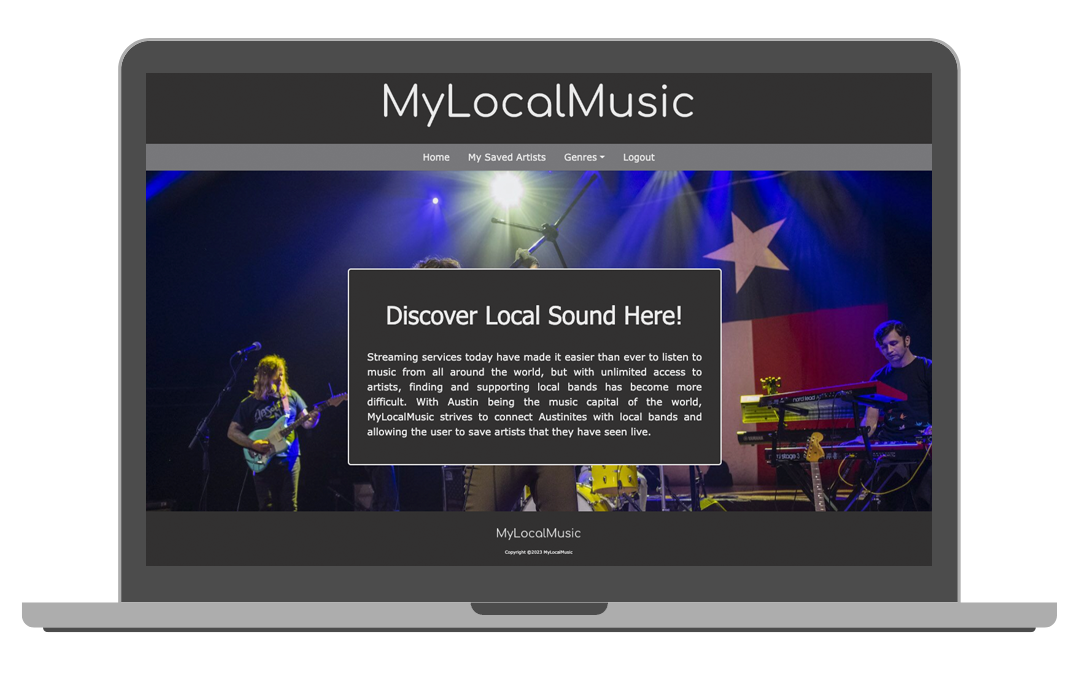 MyLocalMusic
Home My Saved Artists Genres Logout
Discover Local Sound Here!
Streaming services today have made it easier than ever to listen to
music from all around the world, but with unlimited access to
artists, finding and supporting local bands has become more
difficult. With Austin being the music capital of the world,
MyLocalMusic strives to connect Austinites with local bands and
allowing the user to save artists that they have seen live.
nord lead
stage
MyLocalMusic
Copyright ©2023 MyLocalMusic